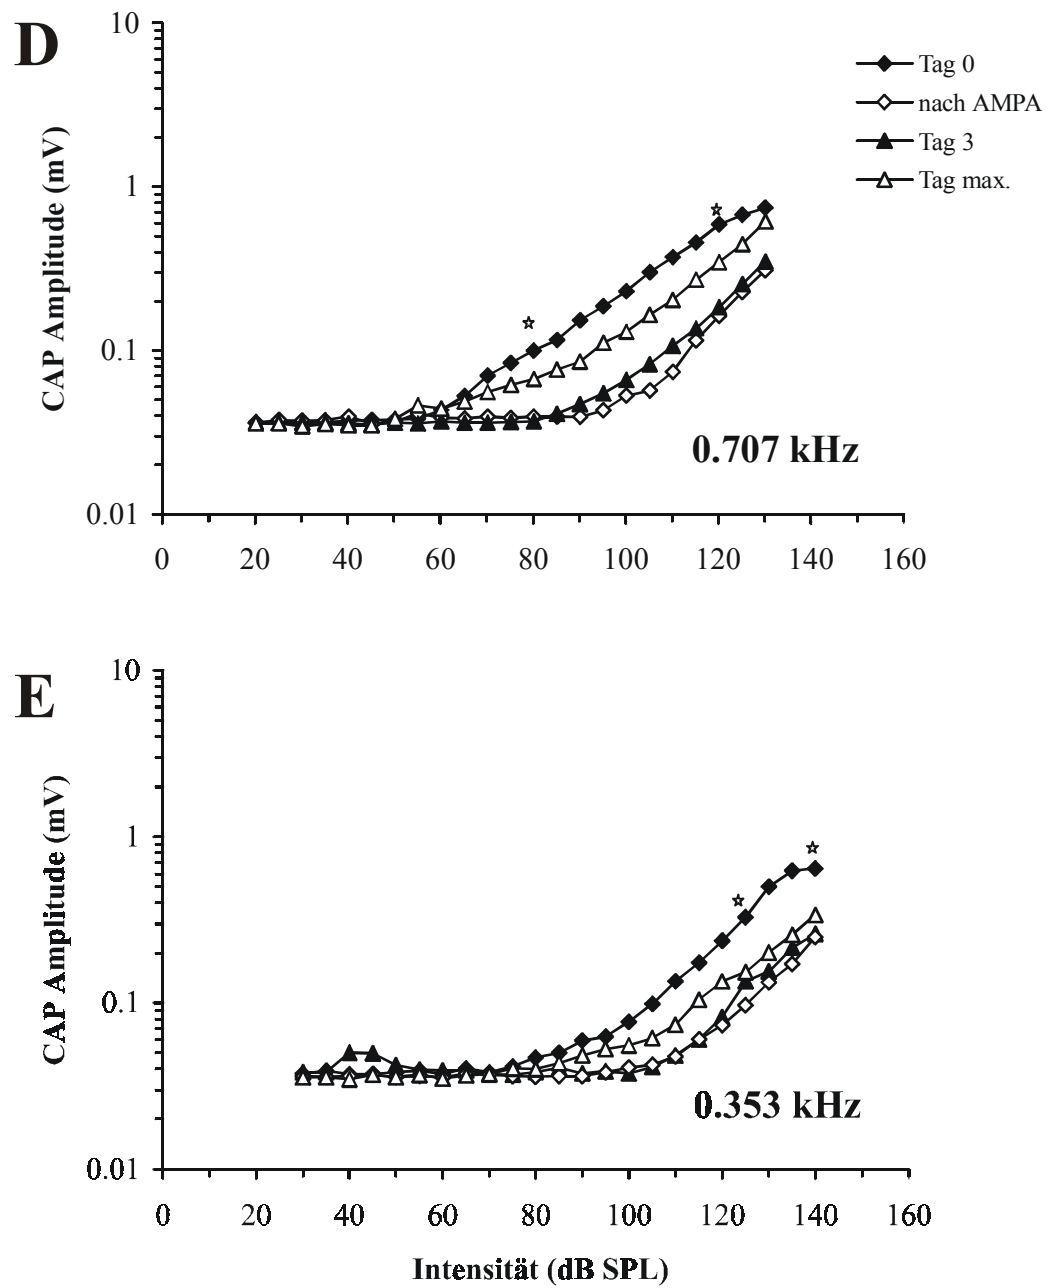 D
10
1
0.1
0.01
CAP Amplitude (mV)
Tag 0
nach AMPA
Tag 3
Tag max.
0.707 kHz
0 20 40 60 80 100 120 140 160
E
10
1
0.1
0.01
CAP Amplitude (mV)
0.353 kHz
0 20 40 60 80 100 120 140 160
Intensität (dB SPL)